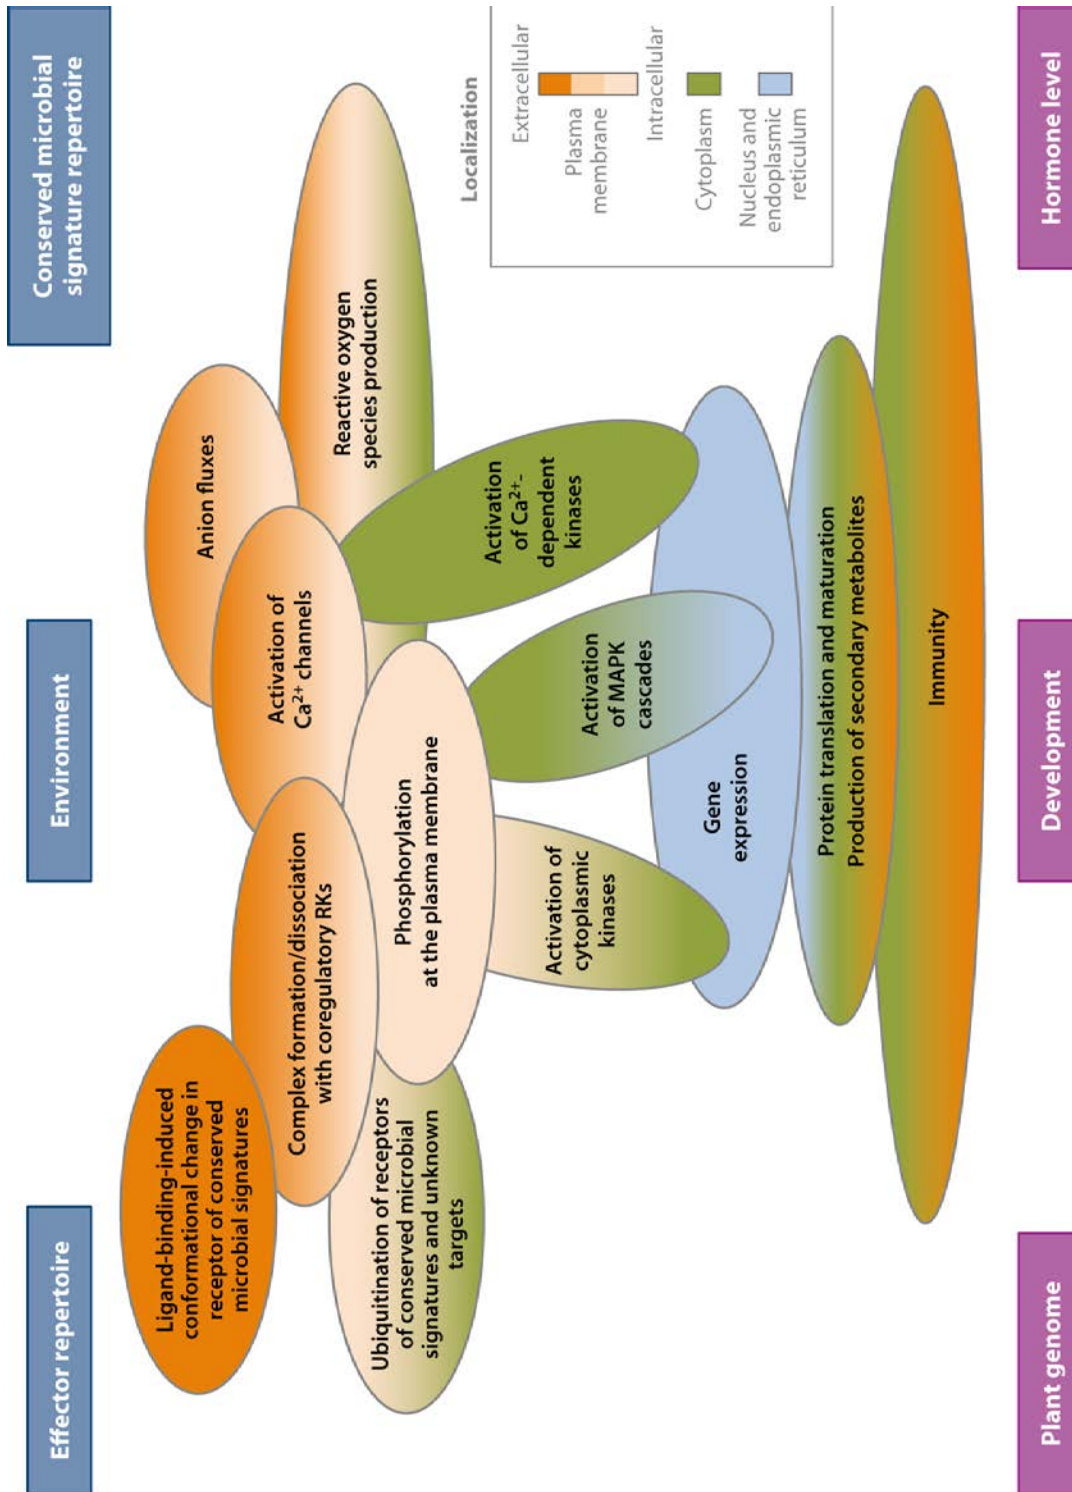 Effector repertoire
Environment
Conserved microbial
signature repertoire
Ligand-binding-induced
conformational change in
receptor of conserved
microbial signatures
Complex formation/dissociation
with coregulatory RKs
Activation of
Ca²⁺ channels
Anion fluxes
Reactive oxygen
species production
Ubiquitination of receptors
of conserved microbial
signatures and unknown
targets
Phosphorylation
at the plasma membrane
Activation of
cytoplasmic
kinases
Activation
of MAPK
cascades
Activation
of Ca²⁺-
dependent
kinases
Gene
expression
Protein translation and maturation
Production of secondary metabolites
Immunity
Localization
Extracellular
Plasma
membrane
Intracellular
Cytoplasm
Nucleus and
endoplasmic
reticulum
Plant genome
Development
Hormone level